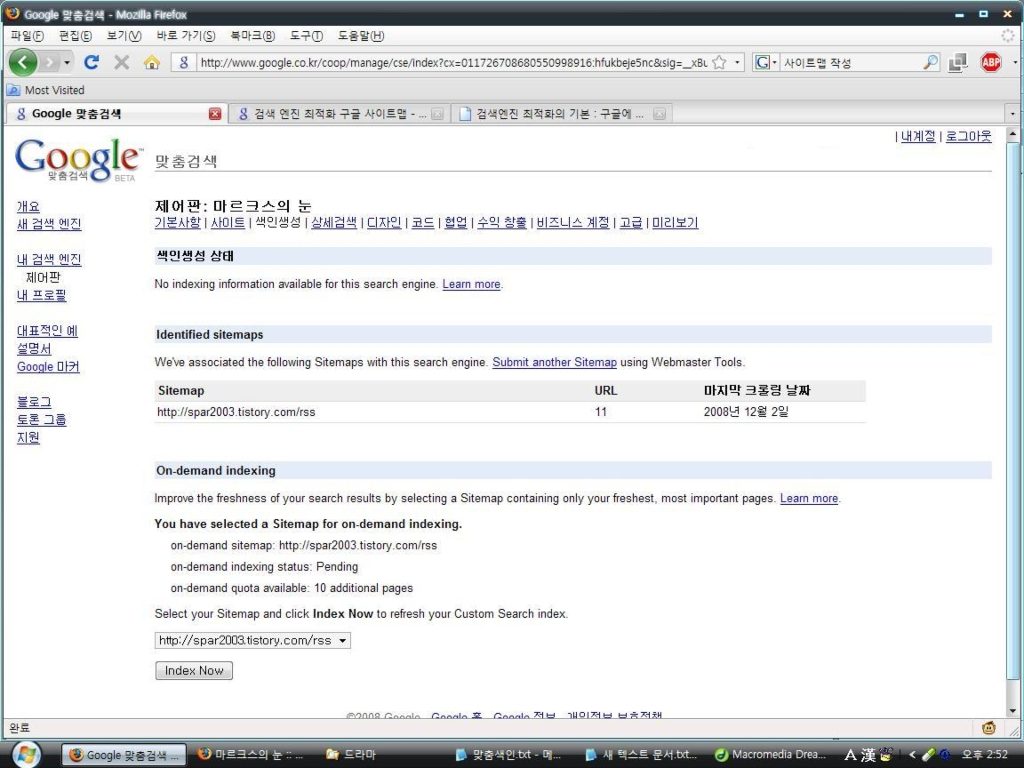 Google 맞춤검색 - Mozilla Firefox
파일(F) 편집(E) 보기(V) 바로 가기(S) 북마크(B) 도구(T) 도움말(H)
http://www.google.co.kr/coop/manage/cse/index?cx=011726708680550998916:hfukbeje5nc&sig=__xBu 사이트맵 작성 ABP
Most Visited
Google 맞춤검색 검색 엔진 최적화 구글 사이트맵 - ... 검색엔진 최적화의 기본 : 구글에 ...
| 내계정 | 로그아웃
Google™ 맞춤검색 BETA 맞춤검색
개요
새 검색 엔진
내 검색 엔진
제어판
내 프로필
대표적인 예
설명서
Google 마커
블로그
토론 그룹
지원
제어판: 마르크스의 눈
기본사항 | 사이트 | 색인생성 | 상세검색 | 디자인 | 코드 | 협업 | 수익 창출 | 비즈니스 계정 | 고급 | 미리보기
색인생성 상태
No indexing information available for this search engine. Learn more.
Identified sitemaps
We've associated the following Sitemaps with this search engine. Submit another Sitemap using Webmaster Tools.
Sitemap URL 마지막 크롤링 날짜
http://spar2003.tistory.com/rss 11 2008년 12월 2일
On-demand indexing
Improve the freshness of your search results by selecting a Sitemap containing only your freshest, most important pages. Learn more.
You have selected a Sitemap for on-demand indexing.
on-demand sitemap: http://spar2003.tistory.com/rss
on-demand indexing status: Pending
on-demand quota available: 10 additional pages
Select your Sitemap and click Index Now to refresh your Custom Search index.
http://spar2003.tistory.com/rss
Index Now
©2008 Google Google 홈 Google 정보 개인정보 보호정책
완료
Google 맞춤검색 ... 마르크스의 눈 :: ... 드라마 맞춤색인.txt - 메... 새 텍스트 문서.txt... Macromedia Drea... A 漢 오후 2:52